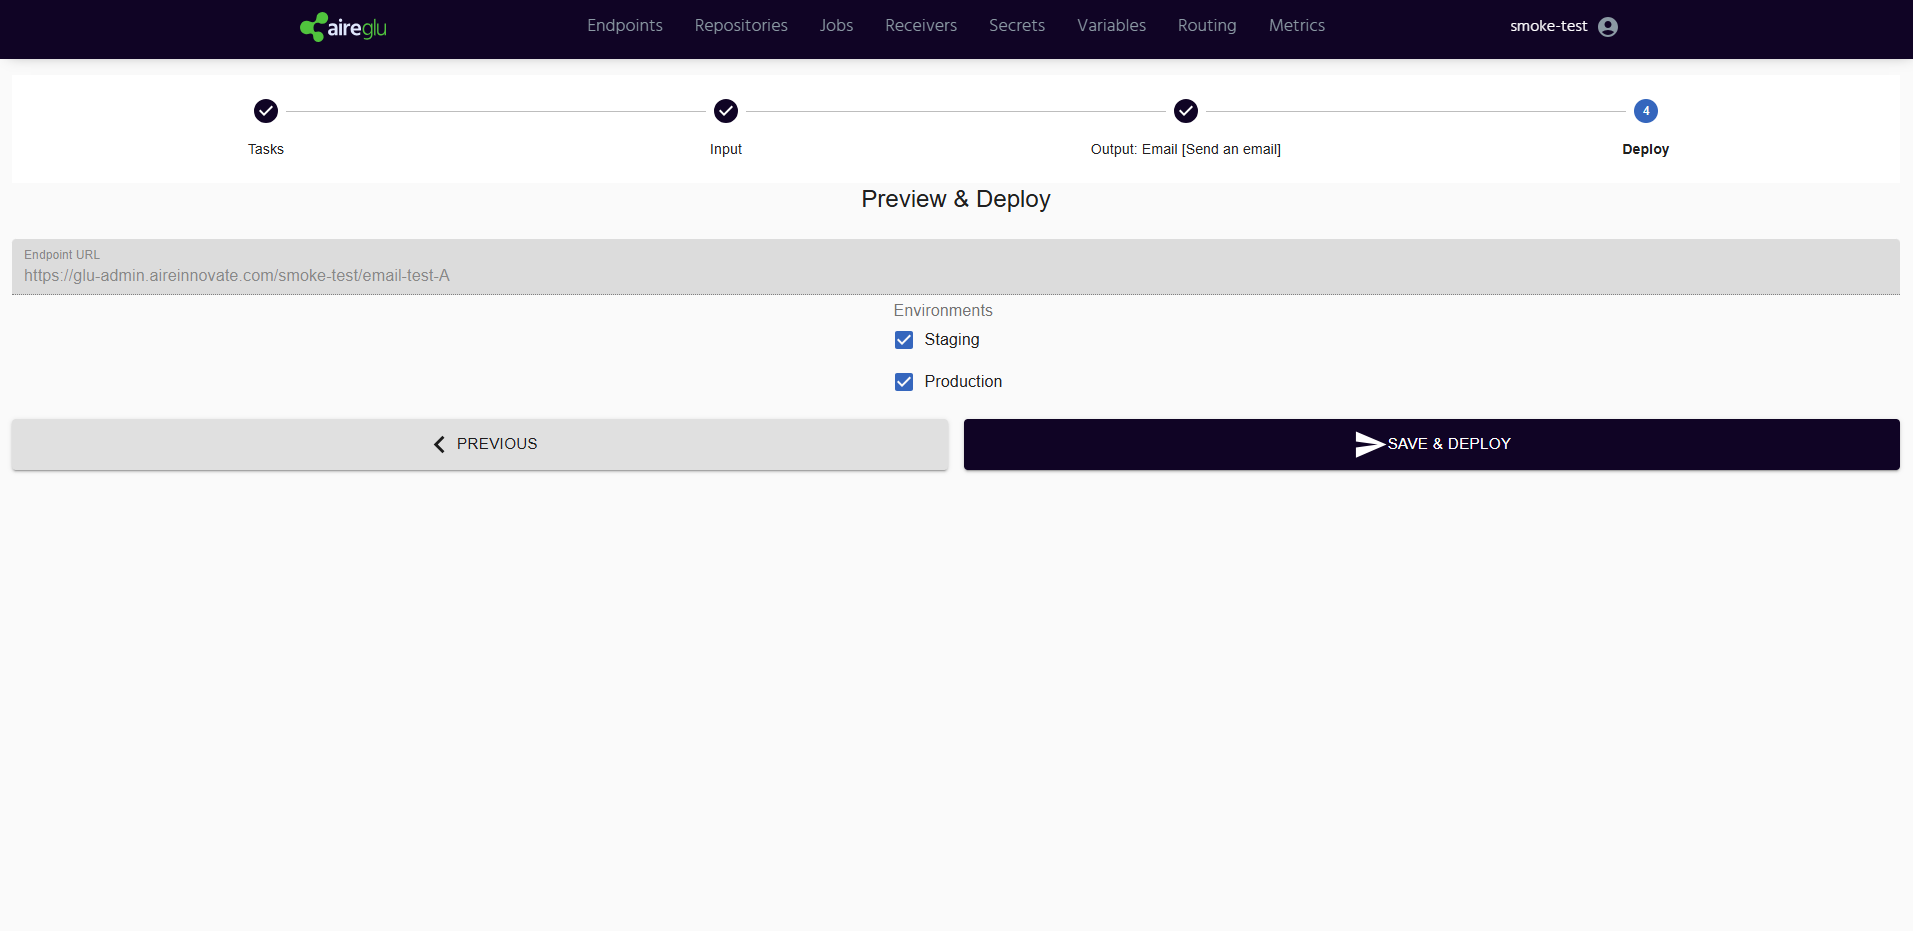 aireglu
Endpoints Repositories Jobs Receivers Secrets Variables Routing Metrics
smoke-test
4
Tasks
Input
Output: Email [Send an email]
Deploy
Preview & Deploy
Endpoint URL
https://glu-admin.aireinnovate.com/smoke-test/email-test-A
Environments
Staging
Production
PREVIOUS
SAVE & DEPLOY